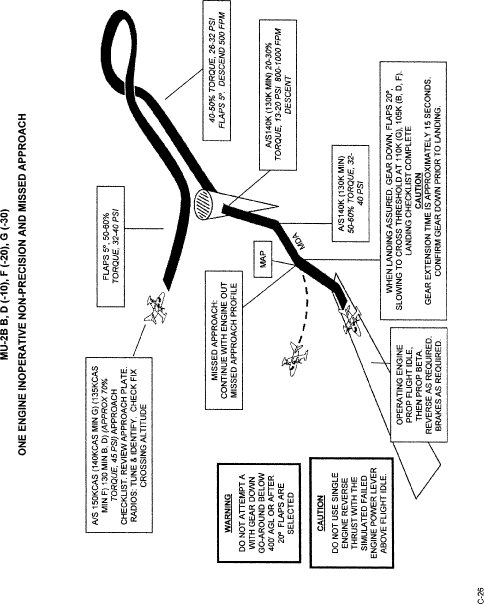 MU-2B B, D (-10), F (-20), G (-30)
ONE ENGINE INOPERATIVE NON-PRECISION AND MISSED APPROACH
A/S 150KCAS (140KCAS MIN G) (135KCAS
MIN F) 130 MIN B, D) (APPROX 70%
TORQUE, 45 PSI) APPROACH
CHECKLIST, REVIEW APPROACH PLATE.
RADIOS: TUNE & IDENTIFY. CHECK FIX
CROSSING ALTITUDE
FLAPS 5°, 50-60%
TORQUE, 32-40 PSI
40-50% TORQUE, 26-32 PSI
FLAPS 5° DESCEND 500 FPM
A/S140K (130K MIN) 20-30%
TORQUE, 13-20 PSI 800-1000 FPM
DESCENT
A/S140K (130K MIN)
50-60% TORQUE, 32-
40 PSI
MDA
MAP
MISSED APPROACH:
CONTINUE WITH ENGINE OUT
MISSED APPROACH PROFILE
WHEN LANDING ASSURED, GEAR DOWN, FLAPS 20°,
SLOWING TO CROSS THRESHOLD AT 110K (G), 105K (B, D, F).
LANDING CHECKLIST COMPLETE
CAUTION
GEAR EXTENSION TIME IS APPROXIMATELY 15 SECONDS.
CONFIRM GEAR DOWN PRIOR TO LANDING.
OPERATING ENGINE
PROP FLIGHT IDLE,
THEN PROP BETA
REVERSE AS REQUIRED.
BRAKES AS REQUIRED.
WARNING
DO NOT ATTEMPT A
WITH GEAR DOWN
GO-AROUND BELOW
400' AGL OR AFTER
20° FLAPS ARE
SELECTED
CAUTION
DO NOT USE SINGLE
ENGINE REVERSE
THRUST WITH THE
SIMULATED FAILED
ENGINE POWER LEVER
ABOVE FLIGHT IDLE.
C-26